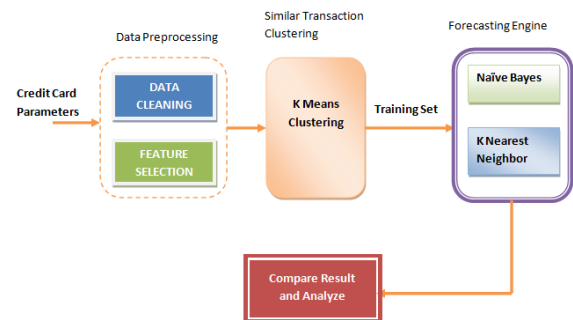 Data Preprocessing
Similar Transaction
Clustering
Forecasting Engine
Credit Card
Parameters
DATA
CLEANING
FEATURE
SELECTION
K Means
Clustering
Training Set
Naïve Bayes
K Nearest
Neighbor
Compare Result
and Analyze